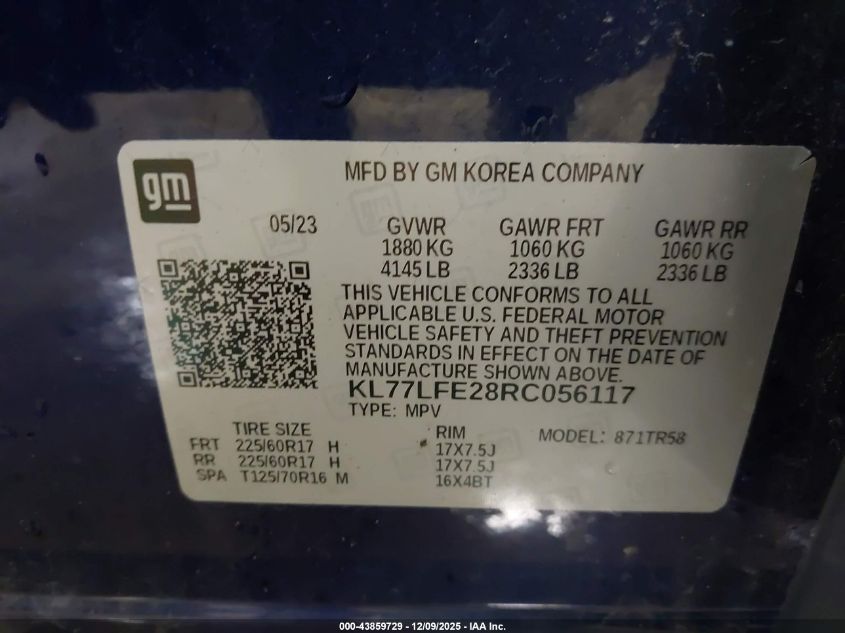 gm
MFD BY GM KOREA COMPANY
05/23 GVWR GAWR FRT GAWR RR
1880 KG 1060 KG 1060 KG
4145 LB 2336 LB 2336 LB
THIS VEHICLE CONFORMS TO ALL
APPLICABLE U.S. FEDERAL MOTOR
VEHICLE SAFETY AND THEFT PREVENTION
STANDARDS IN EFFECT ON THE DATE OF
MANUFACTURE SHOWN ABOVE.
KL77LFE28RC056117
TYPE: MPV
TIRE SIZE RIM MODEL: 871TR58
FRT 225/60R17 H 17X7.5J
RR 225/60R17 H 17X7.5J
SPA T125/70R16 M 16X4BT
000-43859729 - 12/09/2025 - IAA Inc.